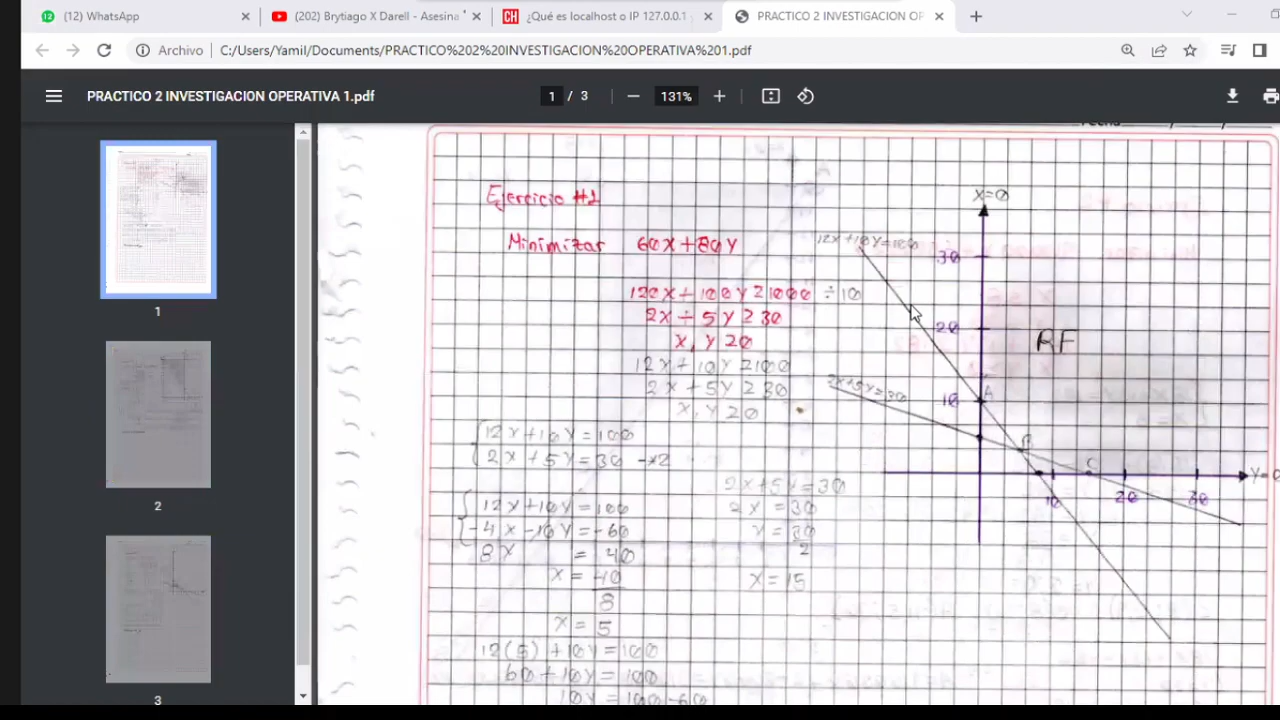 (12) WhatsApp
(202) Brytiago X Darell - Asesina
¿Qué es localhost o IP 127.0.0.1
PRACTICO 2 INVESTIGACION OP
Archivo
C:/Users/Yamil/Documents/PRACTICO%202%20INVESTIGACION%20OPERATIVA%201.pdf
PRACTICO 2 INVESTIGACION OPERATIVA 1.pdf
1 / 3
131%
1
2
3
Ejercicio #1
Minimizar 60X+80Y
120X+100Y≥1000 ÷10
2X+5Y≥30
X,Y≥0
12X+10Y≥100
2X+5Y≥30
X,Y≥0
12X+10Y=100
2X+5Y=30 -x2
12X+10Y=100
-4X-10Y=-60
8X = 40
X = 40
8
X = 5
12(5)+10Y=100
60+10Y=100
10Y=100-60
2X+5Y=30
2X =30
X=30
2
X=15
X=0
12X+10Y=100
30
20
RF
2X+5Y=30
10
A
B
C
10
20
30
Y=0